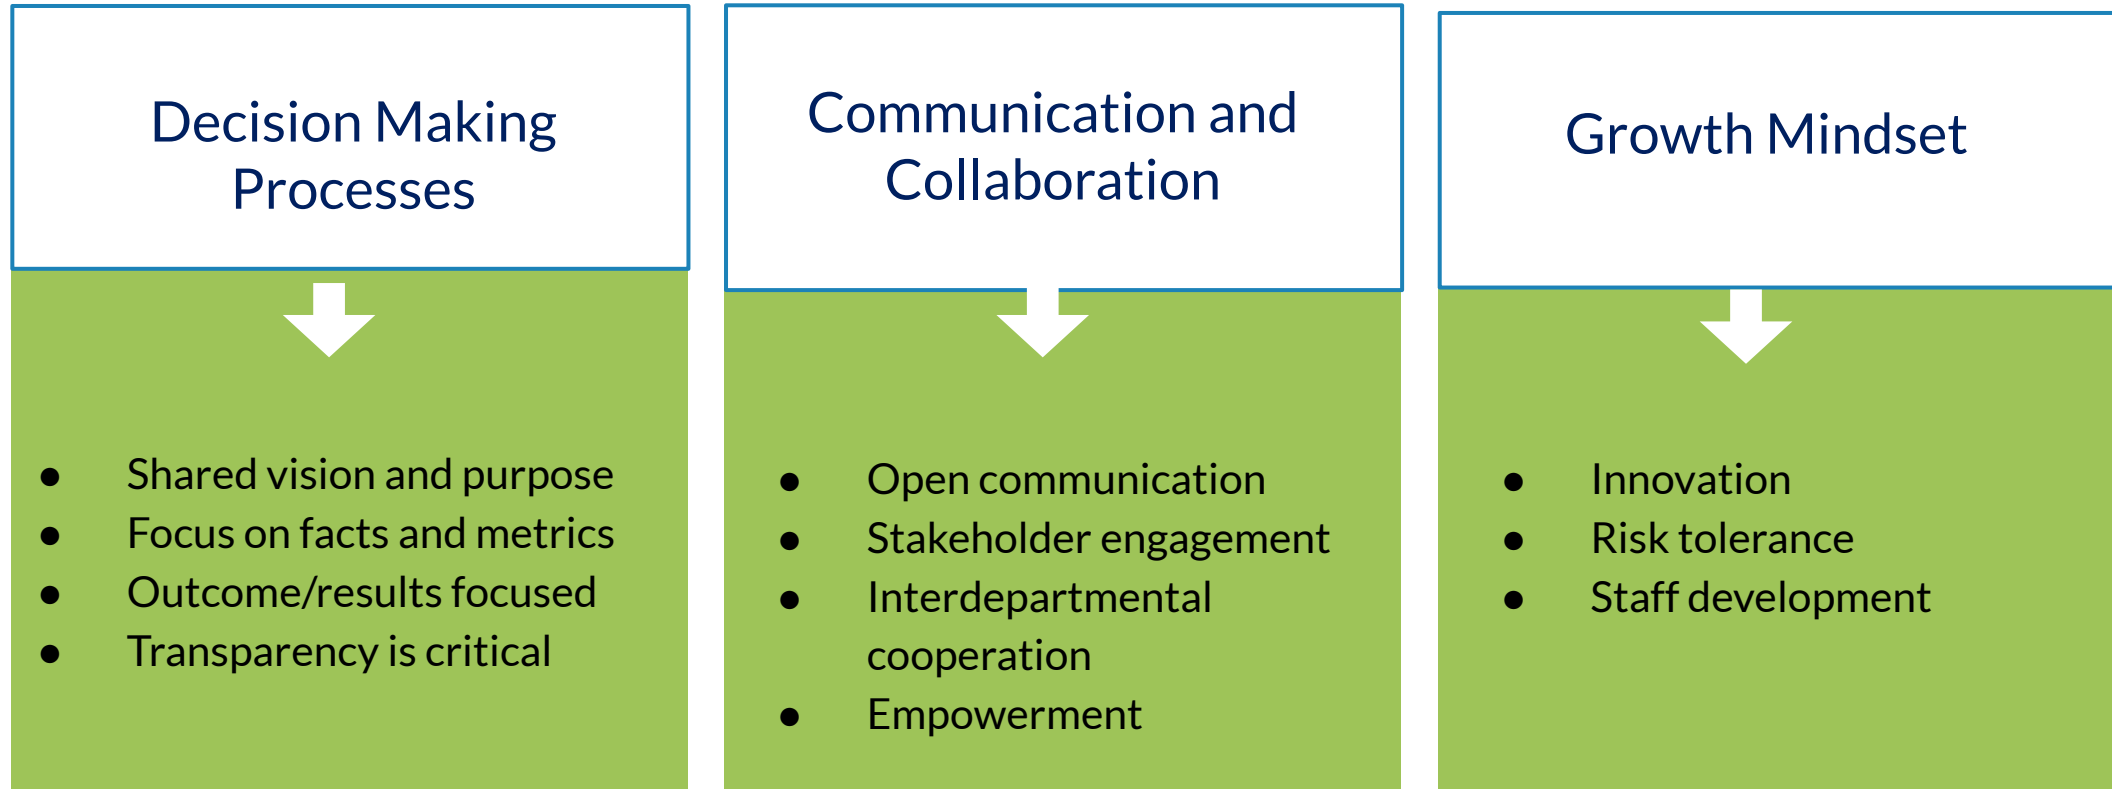 Decision Making
Processes
● Shared vision and purpose
● Focus on facts and metrics
● Outcome/results focused
● Transparency is critical
Communication and
Collaboration
● Open communication
● Stakeholder engagement
● Interdepartmental
cooperation
● Empowerment
Growth Mindset
● Innovation
● Risk tolerance
● Staff development